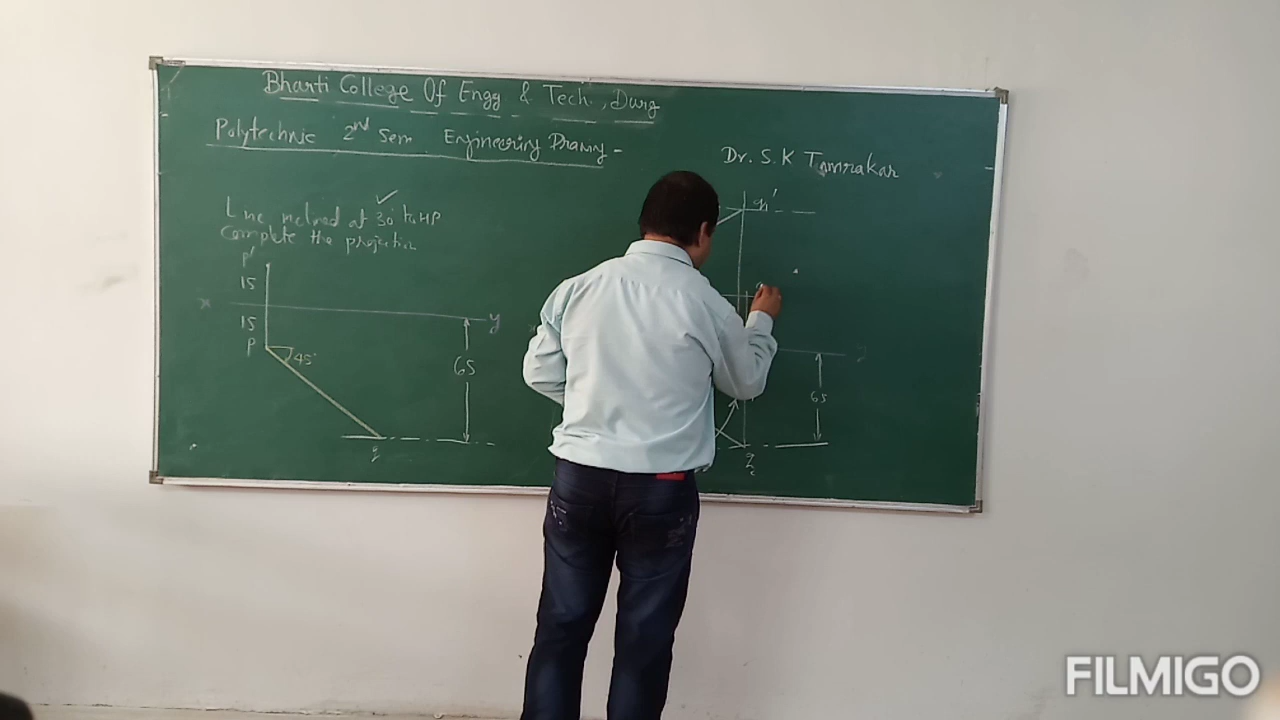 Bharti College Of Engg & Tech., Durg
Polytechnic 2nd Sem Engineering Drawing -
Dr. S. K Tamrakar
Line inclined at 30° to HP
Complete the projection
p'
15
x
y
15
p
45°
65
q
q'
65
q
FILMIGO